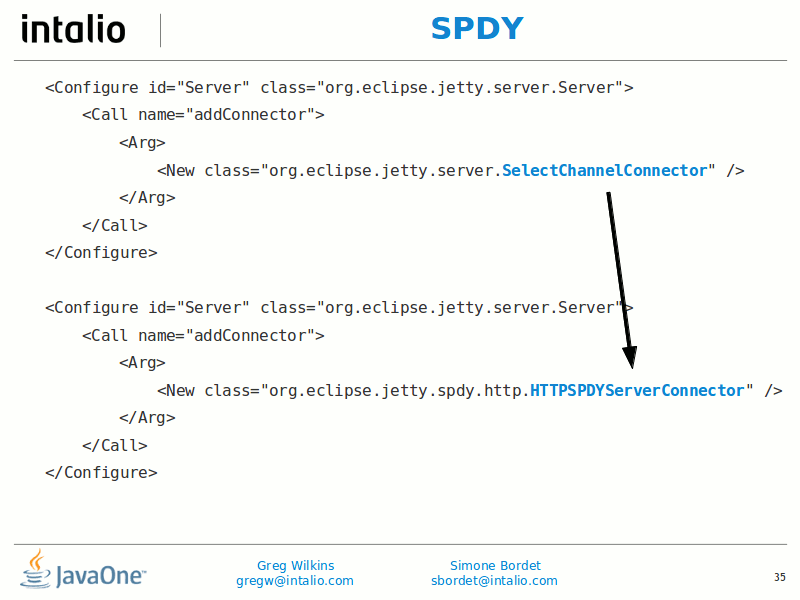 intalio
SPDY
<Configure id="Server" class="org.eclipse.jetty.server.Server">
<Call name="addConnector">
<Arg>
<New class="org.eclipse.jetty.server.SelectChannelConnector" />
</Arg>
</Call>
</Configure>
<Configure id="Server" class="org.eclipse.jetty.server.Server">
<Call name="addConnector">
<Arg>
<New class="org.eclipse.jetty.spdy.http.HTTPSPDYServerConnector" />
</Arg>
</Call>
</Configure>
JavaOne™
Greg Wilkins
gregw@intalio.com
Simone Bordet
sbordet@intalio.com
35